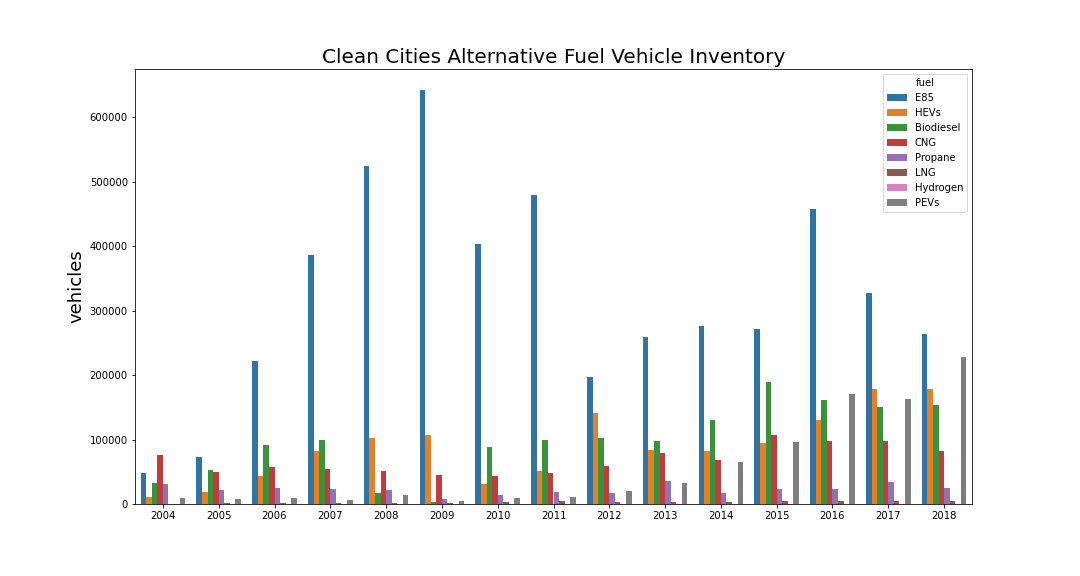 Clean Cities Alternative Fuel Vehicle Inventory
fuel
E85
HEVs
Biodiesel
CNG
Propane
LNG
Hydrogen
PEVs
vehicles
600000
500000
400000
300000
200000
100000
0
2004 2005 2006 2007 2008 2009 2010 2011 2012 2013 2014 2015 2016 2017 2018